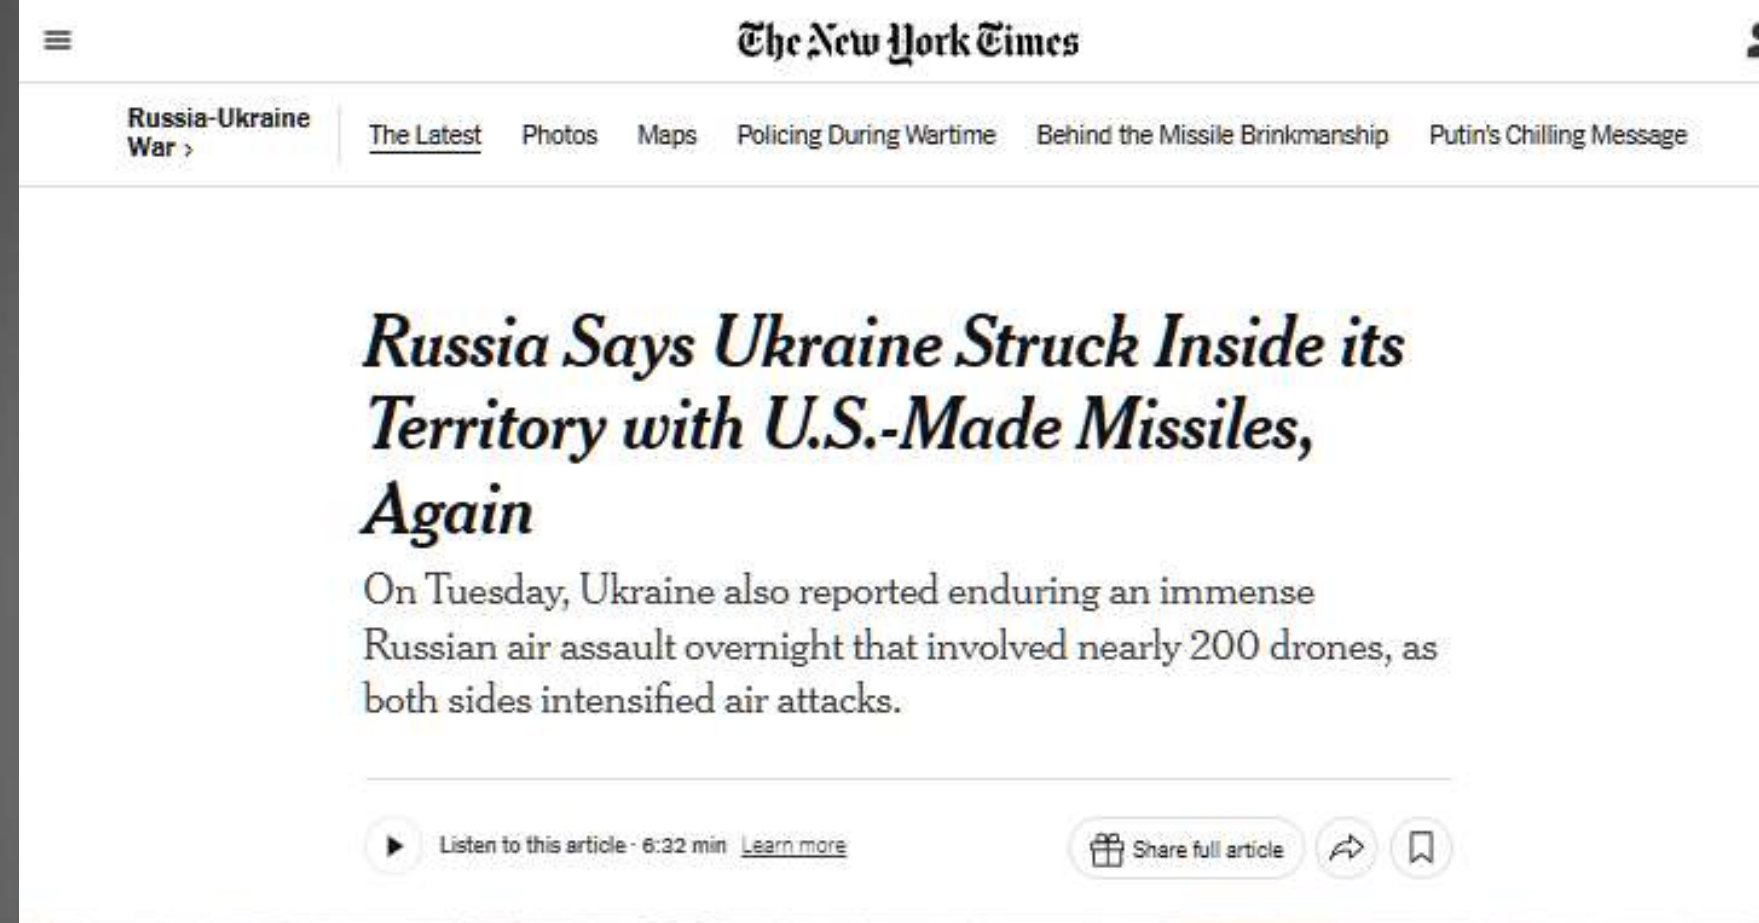 The New York Times
Russia-Ukraine
War >
The Latest
Photos
Maps
Policing During Wartime
Behind the Missile Brinkmanship
Putin's Chilling Message
Russia Says Ukraine Struck Inside its
Territory with U.S.-Made Missiles,
Again
On Tuesday, Ukraine also reported enduring an immense
Russian air assault overnight that involved nearly 200 drones, as
both sides intensified air attacks.
Listen to this article · 6:32 min Learn more
Share full article